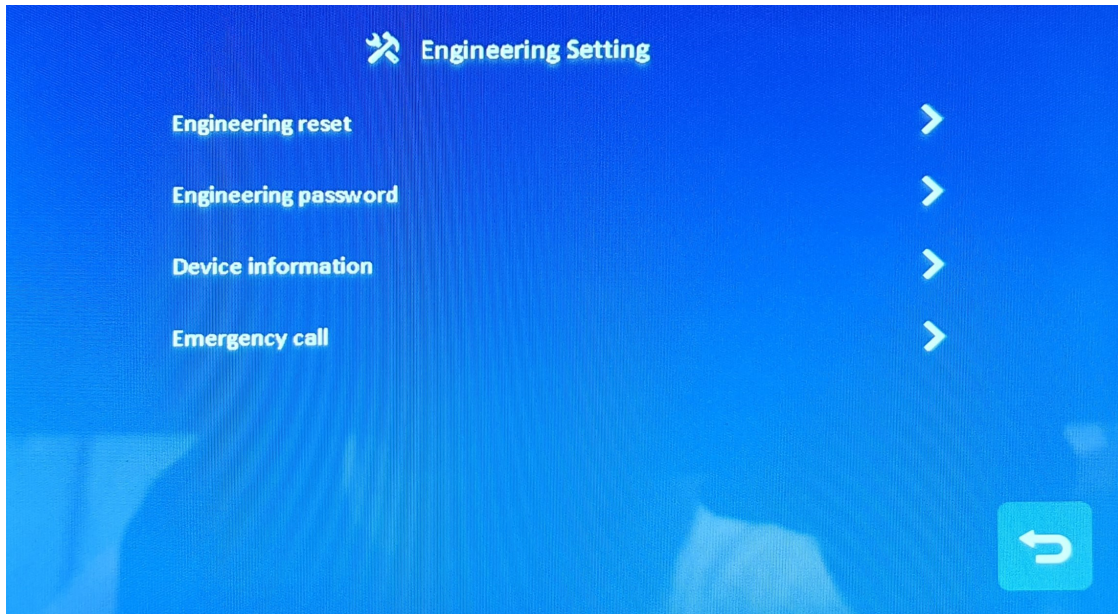 Engineering Setting
Engineering reset
Engineering password
Device information
Emergency call